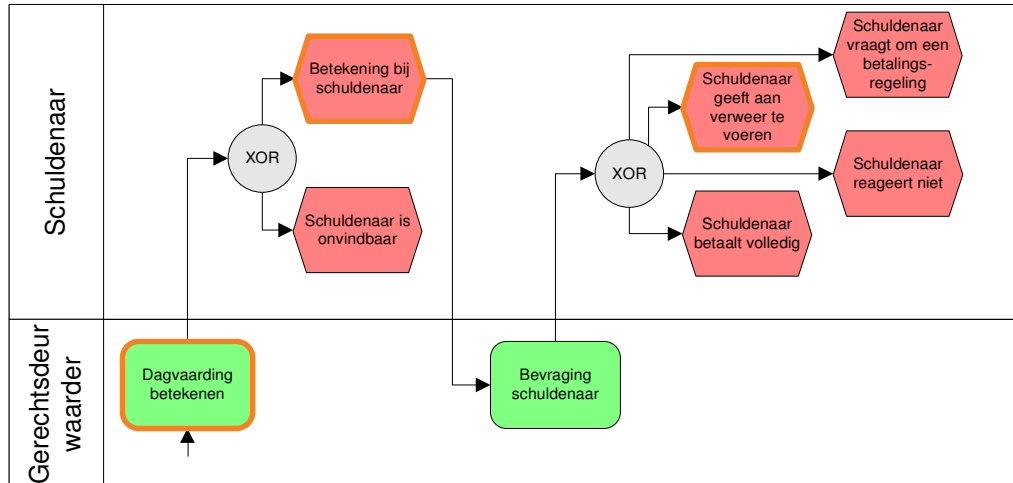 Schuldenaar
Betekening bij
schuldenaar
XOR
Schuldenaar is
onvindbaar
Schuldenaar
vraagt om een
betalings-
regeling
Schuldenaar
geeft aan
verweer te
voeren
XOR
Schuldenaar
reageert niet
Schuldenaar
betaalt volledig
Gerechtsdeur
waarder
Dagvaarding
betekenen
Bevraging
schuldenaar